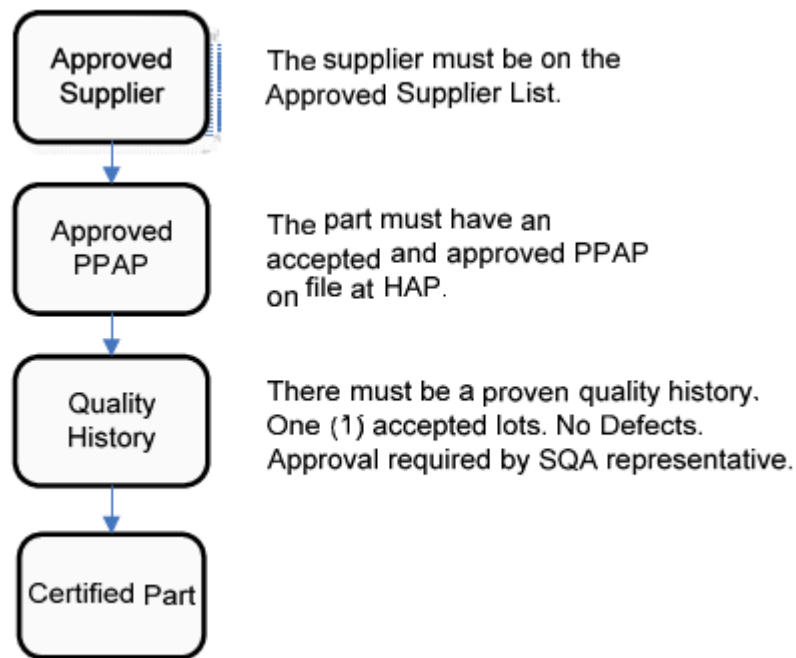 Approved
Supplier
The supplier must be on the
Approved Supplier List.
Approved
PPAP
The part must have an
accepted and approved PPAP
on file at HAP.
Quality
History
There must be a proven quality history.
One (1) accepted lots. No Defects.
Approval required by SQA representative.
Certified Part